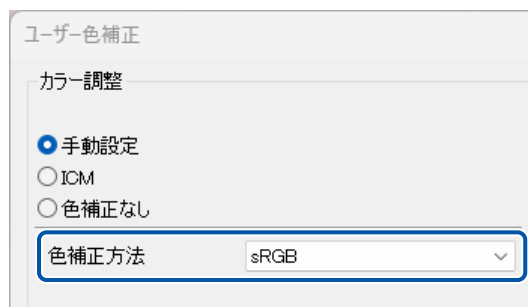 ユーザー色補正
カラー調整
手動設定
ICM
色補正なし
色補正方法 sRGB